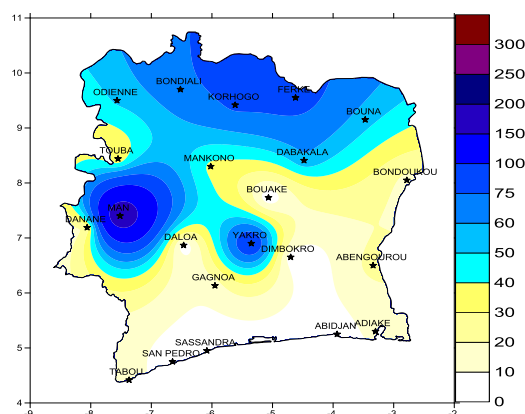 11
10
9
8
7
6
5
4
-9 -8 -7 -6 -5 -4 -3 -2
BONDIALI
ODIENNE
KORHOGO
FERKE
BOUNA
TOUBA
MANKONO
DABAKALA
BONDOUKOU
BOUAKE
MAN
DANANE
DALOA
YAKRO
DIMBOKRO
ABENGOUROU
GAGNOA
ABIDJAN
ADIAKE
SASSANDRA
SAN PEDRO
TABOU
300
250
200
150
100
75
60
50
40
30
20
10
0